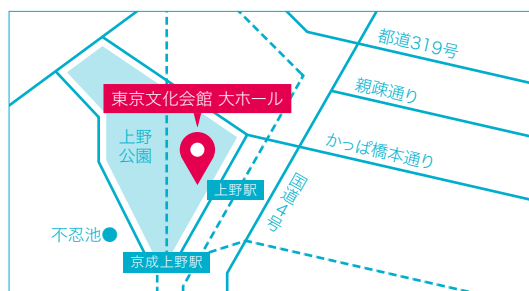 都道319号
親疎通り
東京文化会館 大ホール
上野
公園
かっぱ橋本通り
上野駅
国道4号
不忍池
京成上野駅